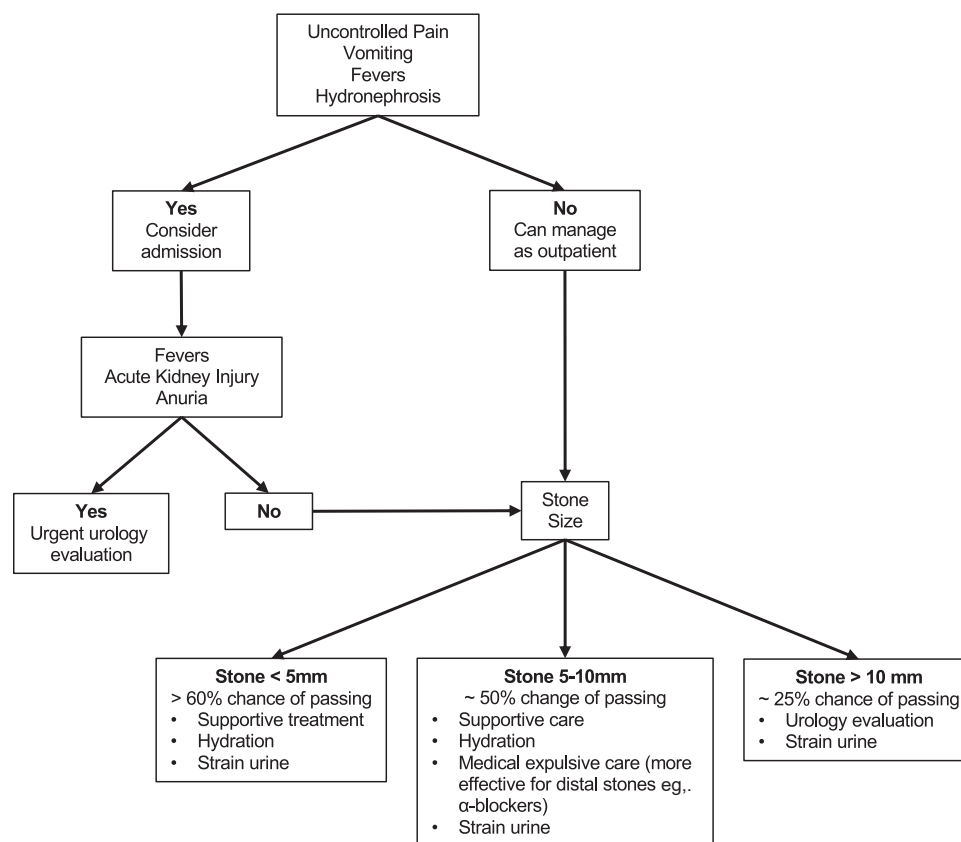 Uncontrolled Pain
Vomiting
Fevers
Hydronephrosis
Yes
Consider
admission
No
Can manage
as outpatient
Fevers
Acute Kidney Injury
Anuria
Yes
Urgent urology
evaluation
No
Stone
Size
Stone < 5mm
> 60% chance of passing
• Supportive treatment
• Hydration
• Strain urine
Stone 5-10mm
~ 50% change of passing
• Supportive care
• Hydration
• Medical expulsive care (more
effective for distal stones eg,.
α-blockers)
• Strain urine
Stone > 10 mm
~ 25% chance of passing
• Urology evaluation
• Strain urine